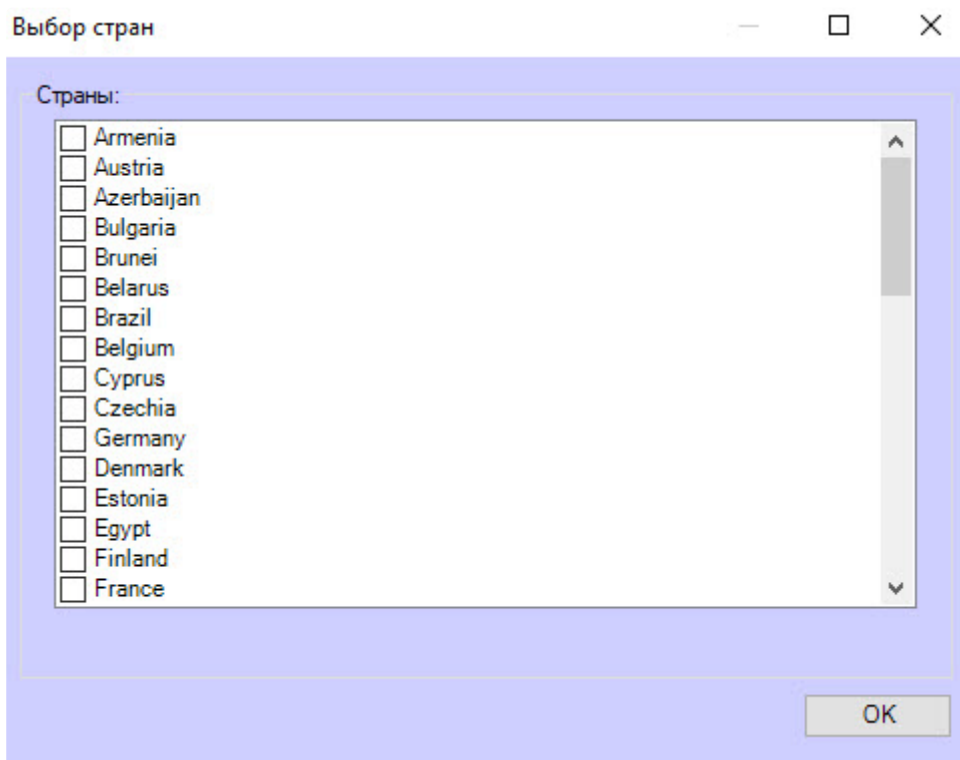 Выбор стран
Страны:
Armenia
Austria
Azerbaijan
Bulgaria
Brunei
Belarus
Brazil
Belgium
Cyprus
Czechia
Germany
Denmark
Estonia
Egypt
Finland
France
OK